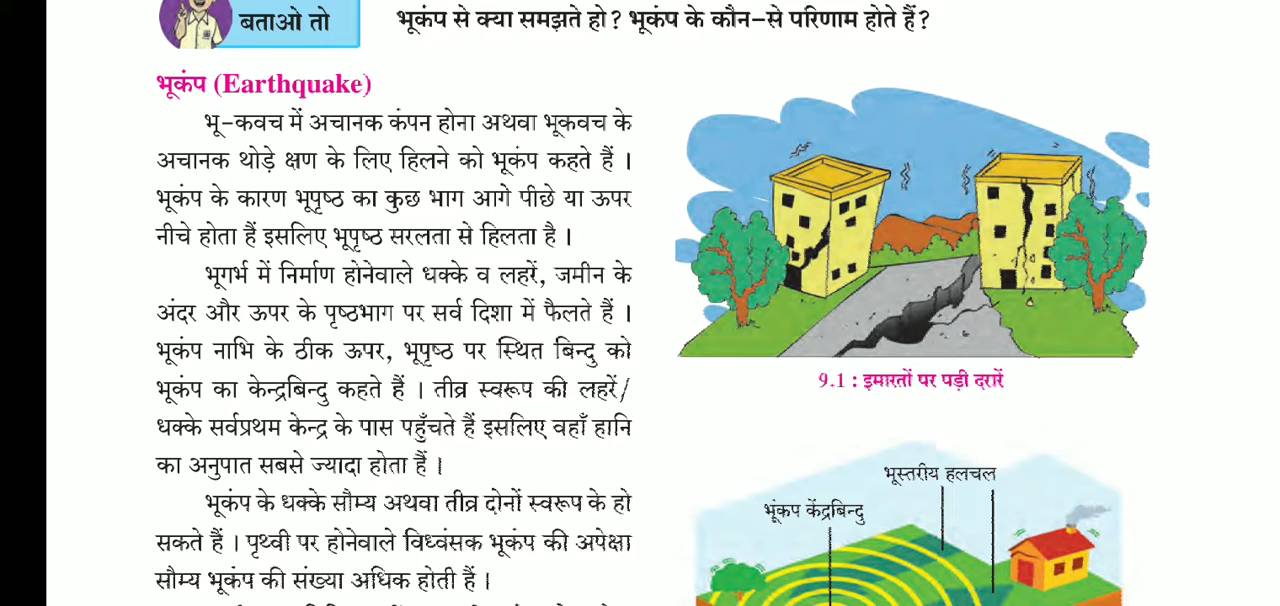 बताओ तो
भूकंप से क्या समझते हो? भूकंप के कौन-से परिणाम होते हैं?
भूकंप (Earthquake)
भू-कवच में अचानक कंपन होना अथवा भूकवच के
अचानक थोड़े क्षण के लिए हिलने को भूकंप कहते हैं ।
भूकंप के कारण भूपृष्ठ का कुछ भाग आगे पीछे या ऊपर
नीचे होता हैं इसलिए भूपृष्ठ सरलता से हिलता है ।
भूगर्भ में निर्माण होनेवाले धक्के व लहरें, जमीन के
अंदर और ऊपर के पृष्ठभाग पर सर्व दिशा में फैलते हैं ।
भूकंप नाभि के ठीक ऊपर, भूपृष्ठ पर स्थित बिन्दु को
भूकंप का केन्द्रबिन्दु कहते हैं । तीव्र स्वरूप की लहरें/
धक्के सर्वप्रथम केन्द्र के पास पहुँचते हैं इसलिए वहाँ हानि
का अनुपात सबसे ज्यादा होता हैं ।
भूकंप के धक्के सौम्य अथवा तीव्र दोनों स्वरूप के हो
सकते हैं । पृथ्वी पर होनेवाले विध्वंसक भूकंप की अपेक्षा
सौम्य भूकंप की संख्या अधिक होती हैं ।
9.1 : इमारतों पर पड़ी दरारें
भूस्तरीय हलचल
भूंकप केंद्रबिन्दु